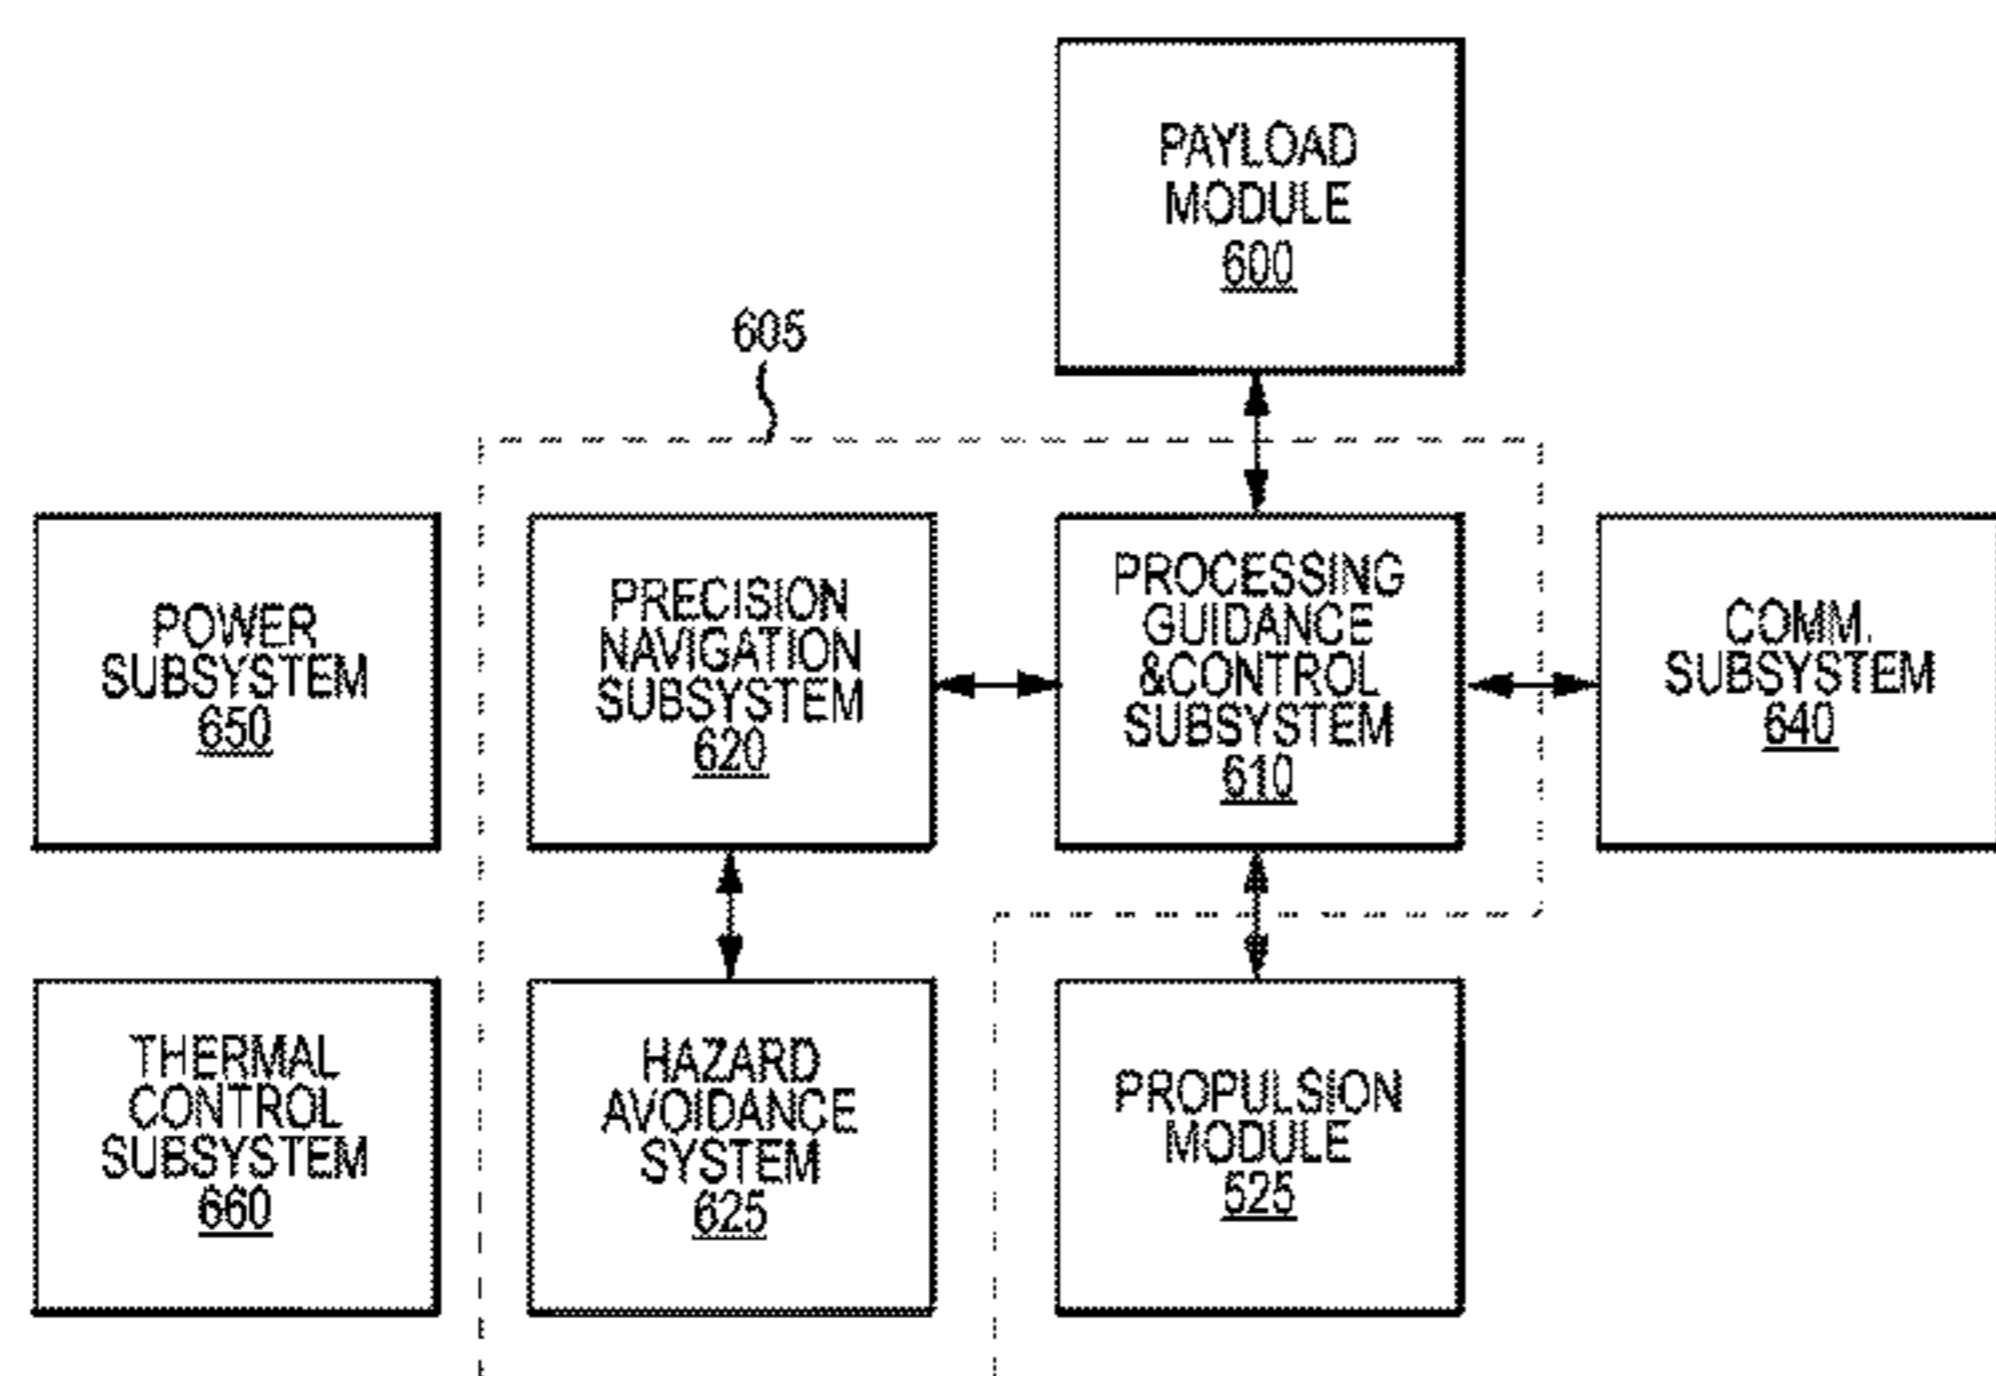 PAYLOAD
MODULE
600
605
POWER
SUBSYSTEM
650
PRECISION
NAVIGATION
SUBSYSTEM
620
PROCESSING
GUIDANCE
&CONTROL
SUBSYSTEM
610
COMM.
SUBSYSTEM
640
THERMAL
CONTROL
SUBSYSTEM
660
HAZARD
AVOIDANCE
SYSTEM
625
PROPULSION
MODULE
525